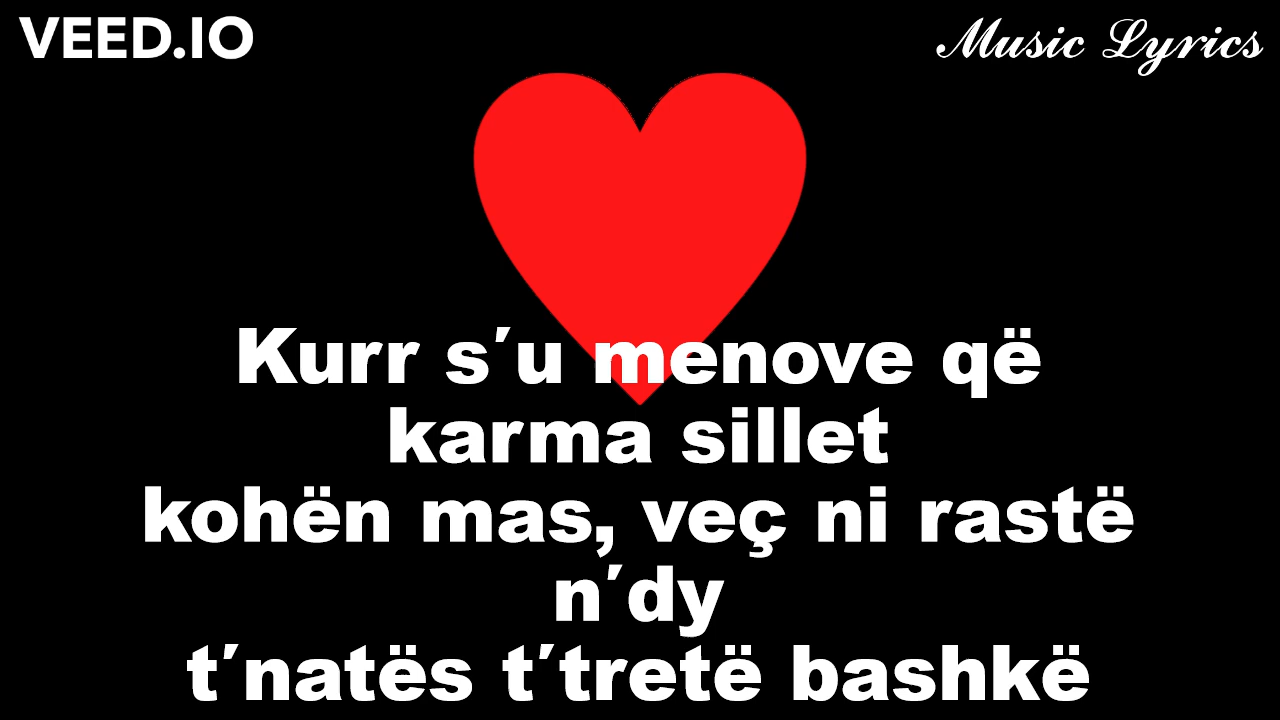 VEED.IO
Music Lyrics
Kurr s´u menove që
karma sillet
kohën mas, veç ni rastë
n´dy
t´natës t´tretë bashkë